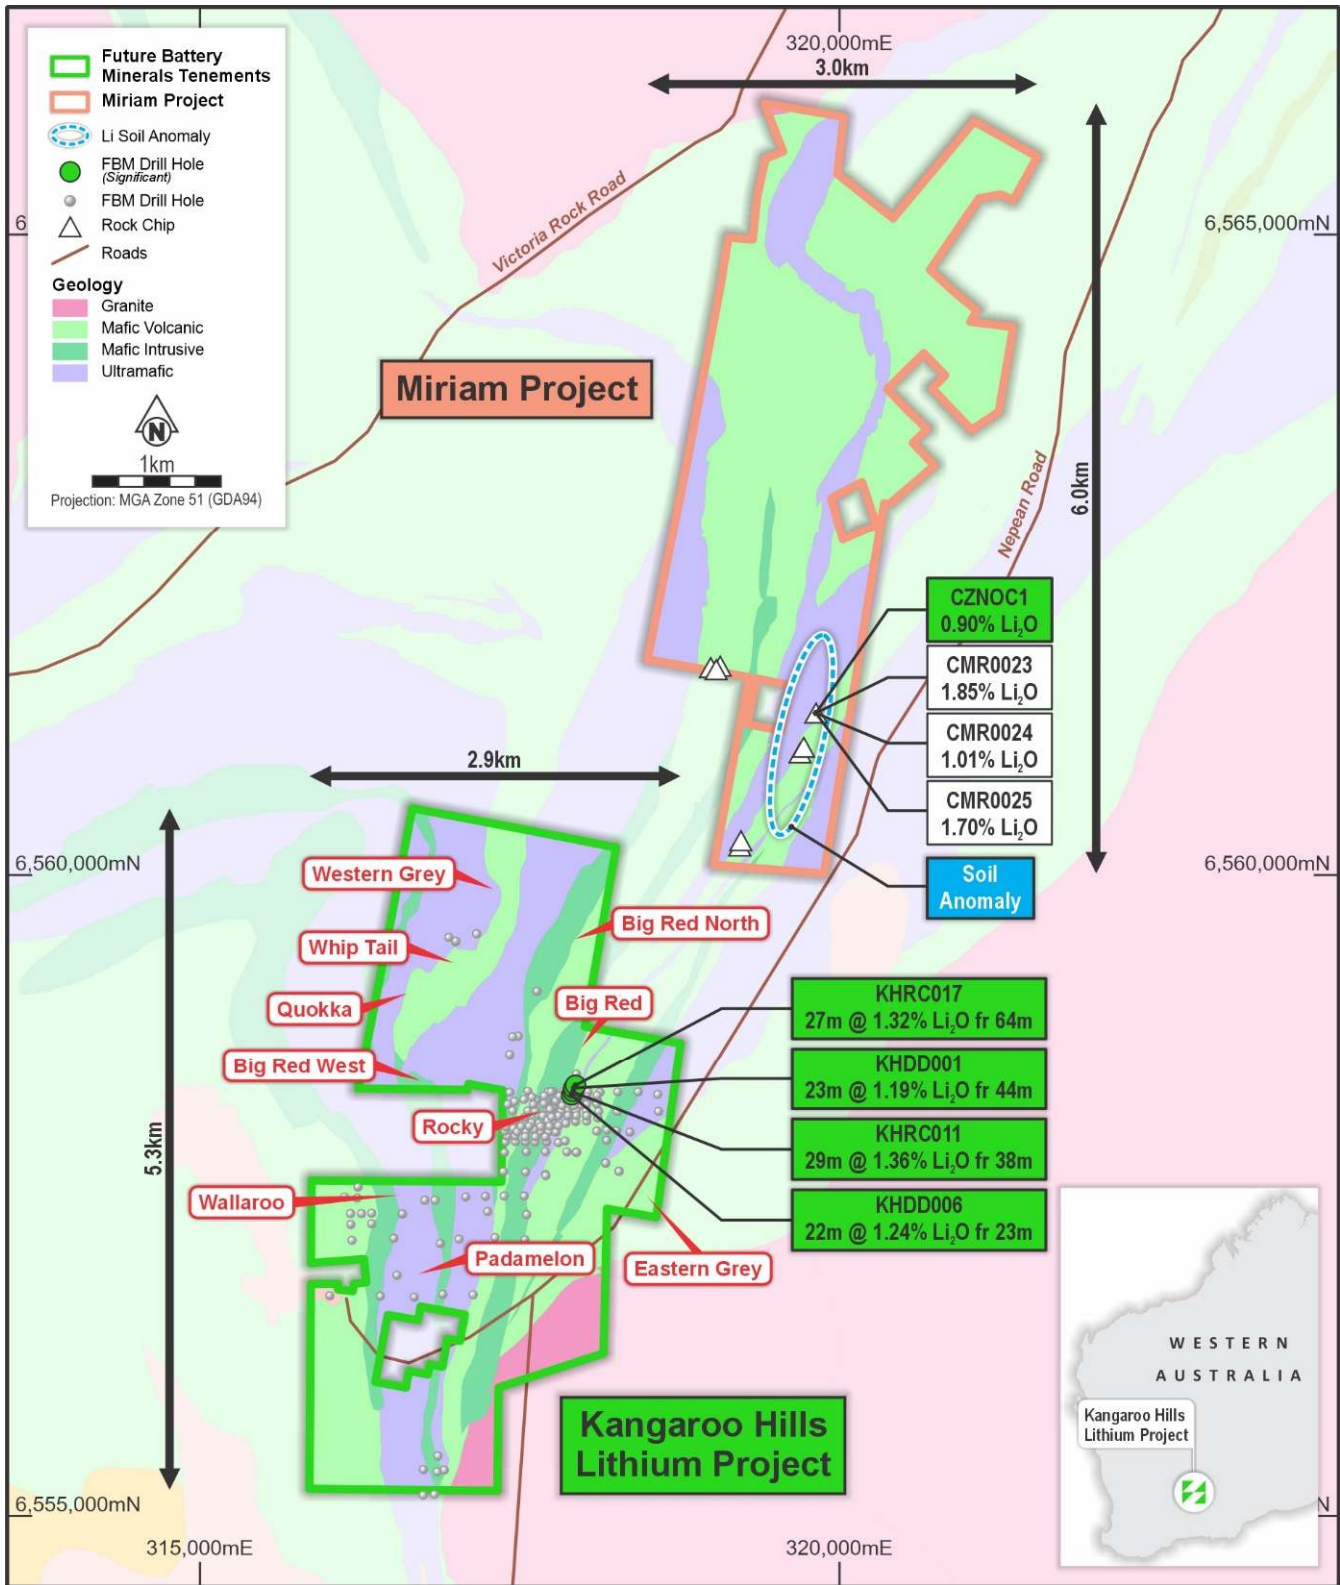 320,000mE
3.0km
Future Battery
Minerals Tenements
Miriam Project
Li Soil Anomaly
FBM Drill Hole
(Significant)
FBM Drill Hole
Rock Chip
Roads
Geology
Granite
Mafic Volcanic
Mafic Intrusive
Ultramafic
N
1km
Projection: MGA Zone 51 (GDA94)
6
6,565,000mN
Victoria Rock Road
Miriam Project
Nepean Road
6.0km
CZNOC1
0.90% Li₂O
CMR0023
1.85% Li₂O
CMR0024
1.01% Li₂O
CMR0025
1.70% Li₂O
Soil
Anomaly
2.9km
6,560,000mN
6,560,000mN
Western Grey
Big Red North
Whip Tail
Quokka
Big Red
Big Red West
Rocky
KHRC017
27m @ 1.32% Li₂O fr 64m
KHDD001
23m @ 1.19% Li₂O fr 44m
KHRC011
29m @ 1.36% Li₂O fr 38m
KHDD006
22m @ 1.24% Li₂O fr 23m
5.3km
Wallaroo
Padamelon
Eastern Grey
Kangaroo Hills
Lithium Project
WESTERN
AUSTRALIA
Kangaroo Hills
Lithium Project
6,555,000mN
N
315,000mE
320,000mE